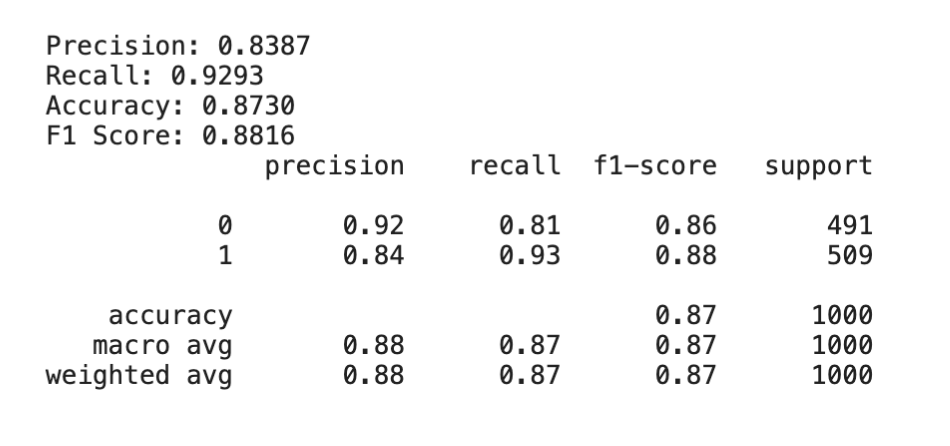 Precision: 0.8387
Recall: 0.9293
Accuracy: 0.8730
F1 Score: 0.8816
precision recall f1-score support
0 0.92 0.81 0.86 491
1 0.84 0.93 0.88 509
accuracy 0.87 1000
macro avg 0.88 0.87 0.87 1000
weighted avg 0.88 0.87 0.87 1000